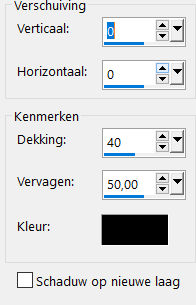 Verschuiving
Verticaal: 0
Horizontaal: 0
Kenmerken
Dekking: 40
Vervagen: 50,00
Kleur:
Schaduw op nieuwe laag